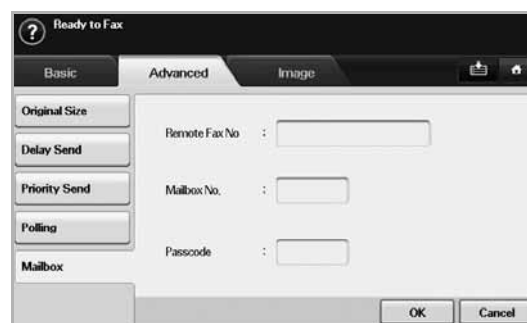 ? Ready to Fax
Basic Advanced Image
Original Size
Delay Send
Priority Send
Polling
Mailbox
Remote Fax No :
Mailbox No. :
Passcode :
OK Cancel